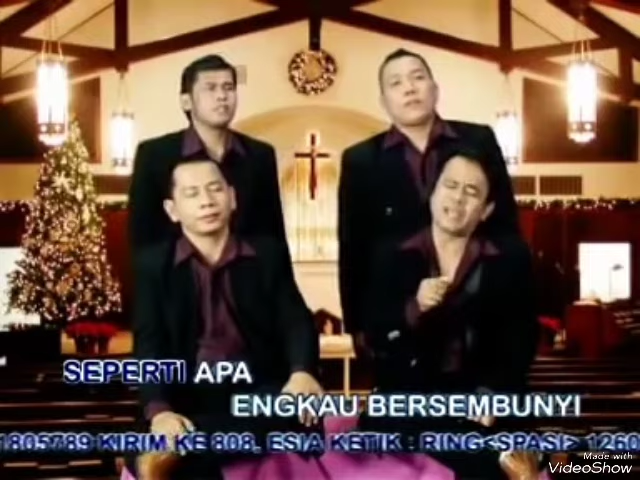 SEPERTI APA
ENGKAU BERSEMBUNYI
1805789 KIRIM KE 808, ESIA KETIK : RING<SPASI> 1260
Made with
VideoShow